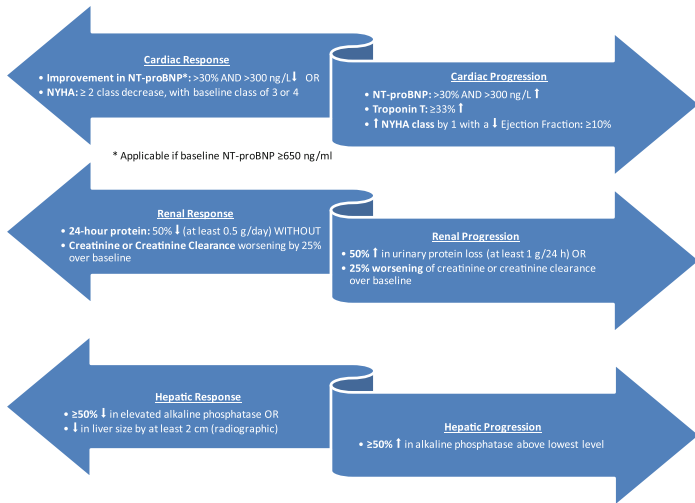 Cardiac Response
• Improvement in NT-proBNP*: >30% AND >300 ng/L⬇ OR
• NYHA: ≥ 2 class decrease, with baseline class of 3 or 4
Cardiac Progression
• NT-proBNP: >30% AND >300 ng/L ⬆
• Troponin T: ≥33% ⬆
• ⬆ NYHA class by 1 with a ⬇ Ejection Fraction: ≥10%
* Applicable if baseline NT-proBNP ≥650 ng/ml
Renal Response
• 24-hour protein: 50% ⬇ (at least 0.5 g/day) WITHOUT
• Creatinine or Creatinine Clearance worsening by 25%
over baseline
Renal Progression
• 50% ⬆ in urinary protein loss (at least 1 g/24 h) OR
• 25% worsening of creatinine or creatinine clearance
over baseline
Hepatic Response
• ≥50% ⬇ in elevated alkaline phosphatase OR
• ⬇ in liver size by at least 2 cm (radiographic)
Hepatic Progression
• ≥50% ⬆ in alkaline phosphatase above lowest level